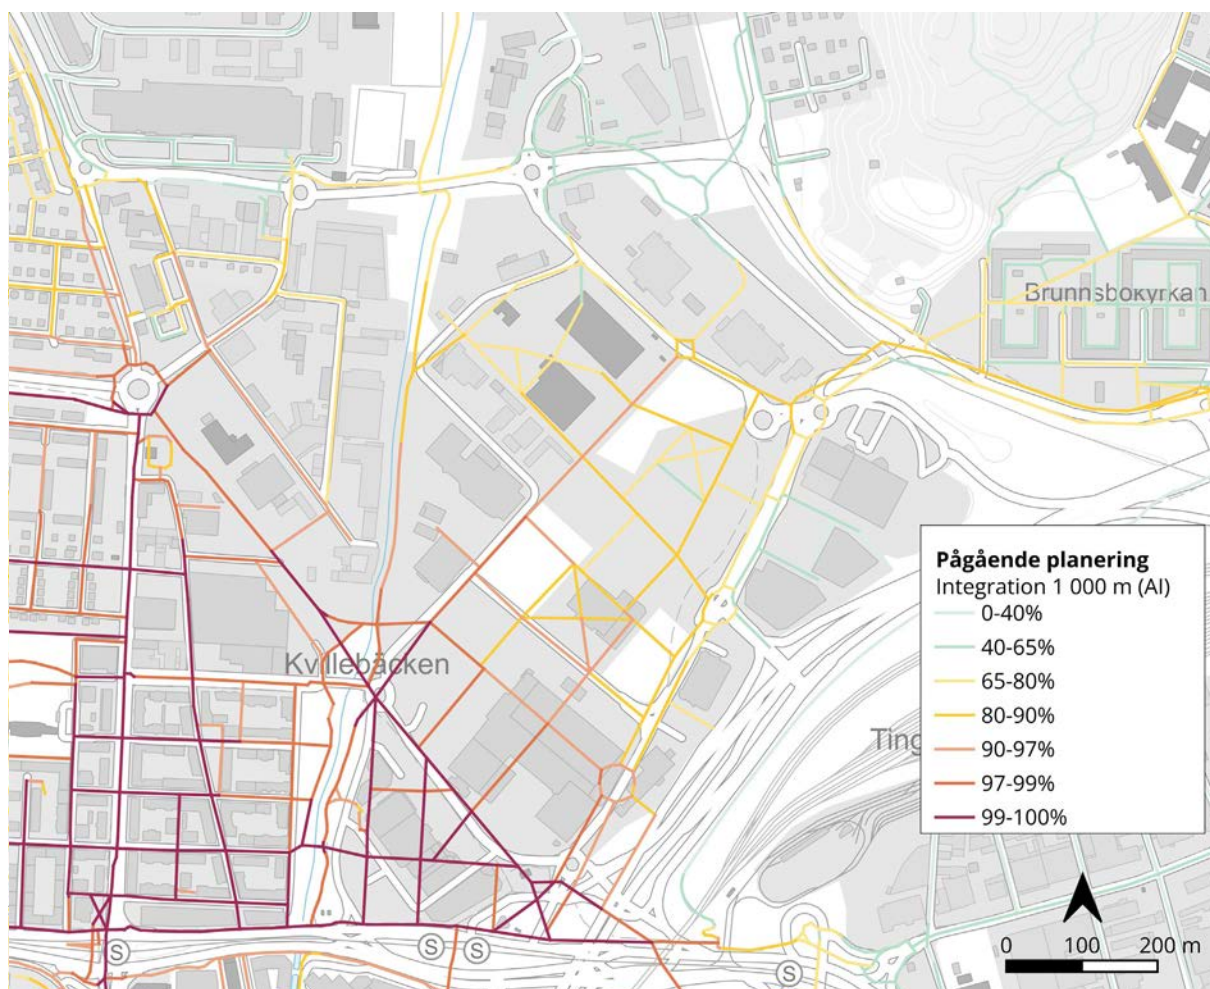 Brunnsbokyrkan
Pågående planering
Integration 1 000 m (AI)
0-40%
40-65%
65-80%
80-90%
90-97%
97-99%
99-100%
Kvillebäcken
Ting
0 100 200 m
S
S
S
S